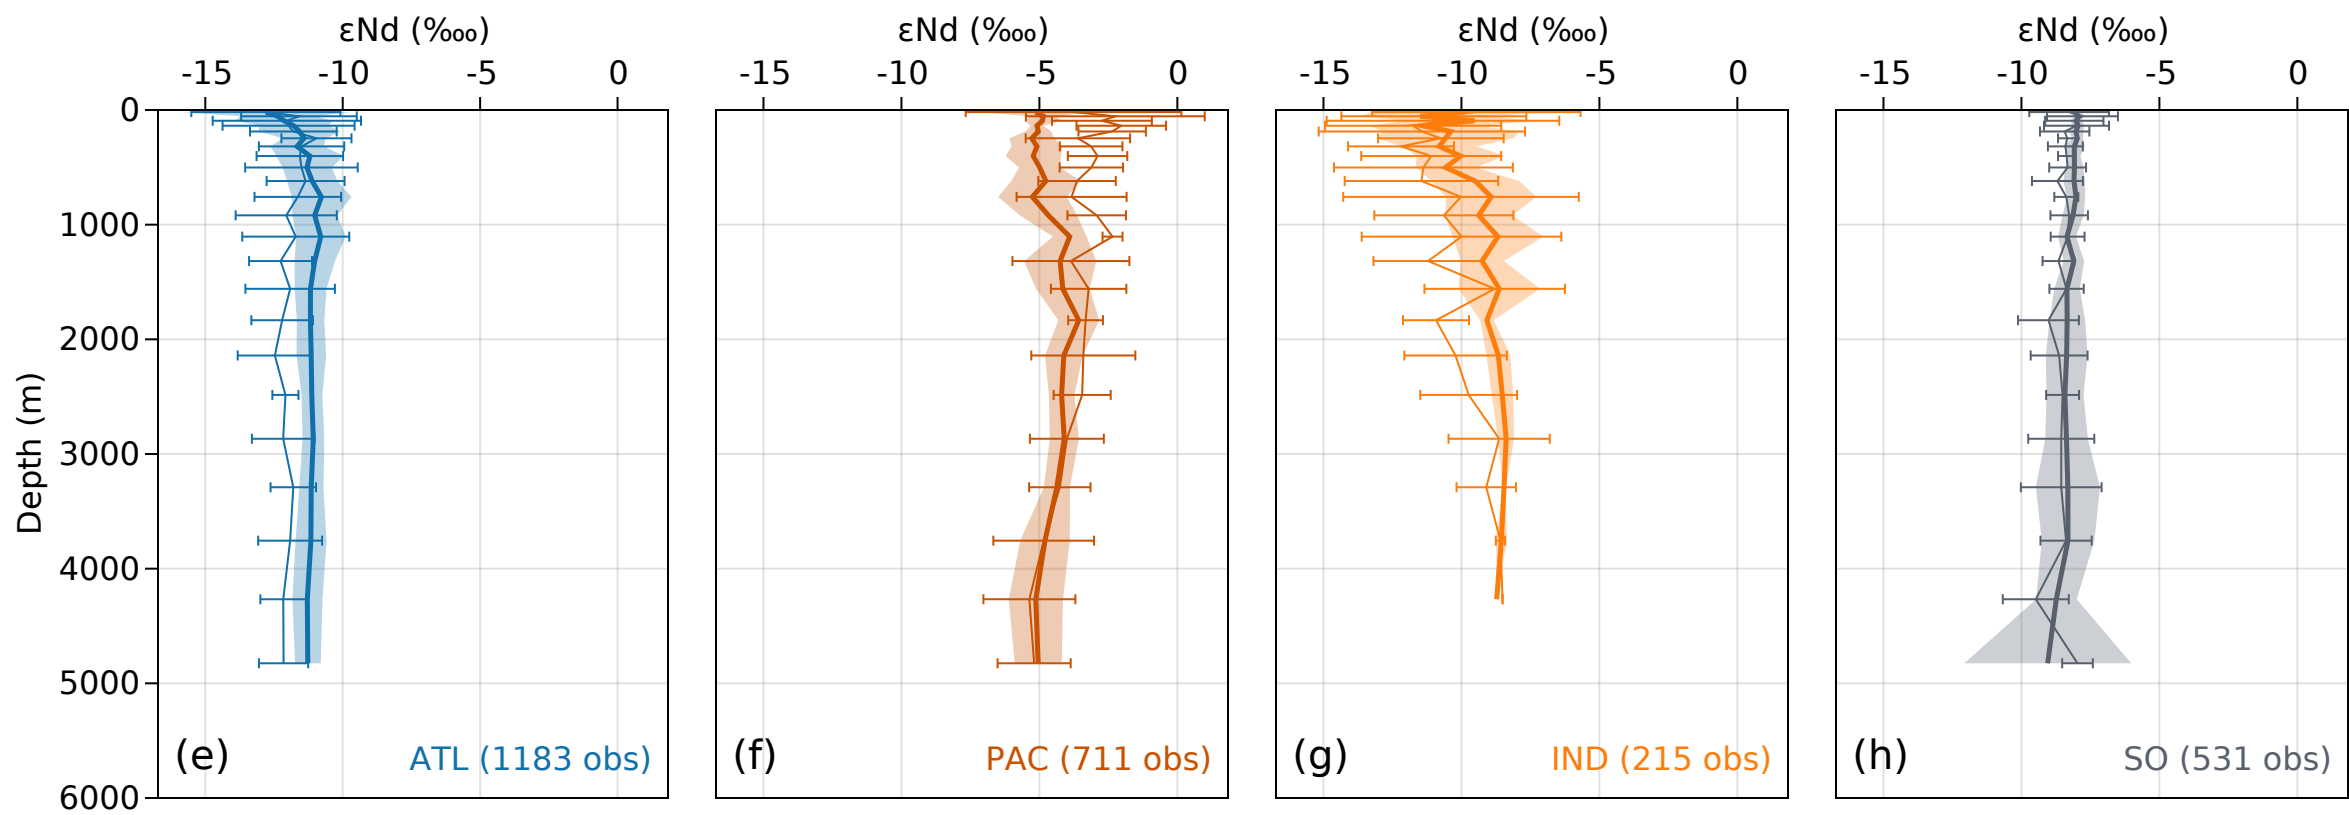 εNd (‱)
εNd (‱)
εNd (‱)
εNd (‱)
-15 -10 -5 0
-15 -10 -5 0
-15 -10 -5 0
-15 -10 -5 0
Depth (m)
0
1000
2000
3000
4000
5000
6000
(e) ATL (1183 obs)
(f) PAC (711 obs)
(g) IND (215 obs)
(h) SO (531 obs)